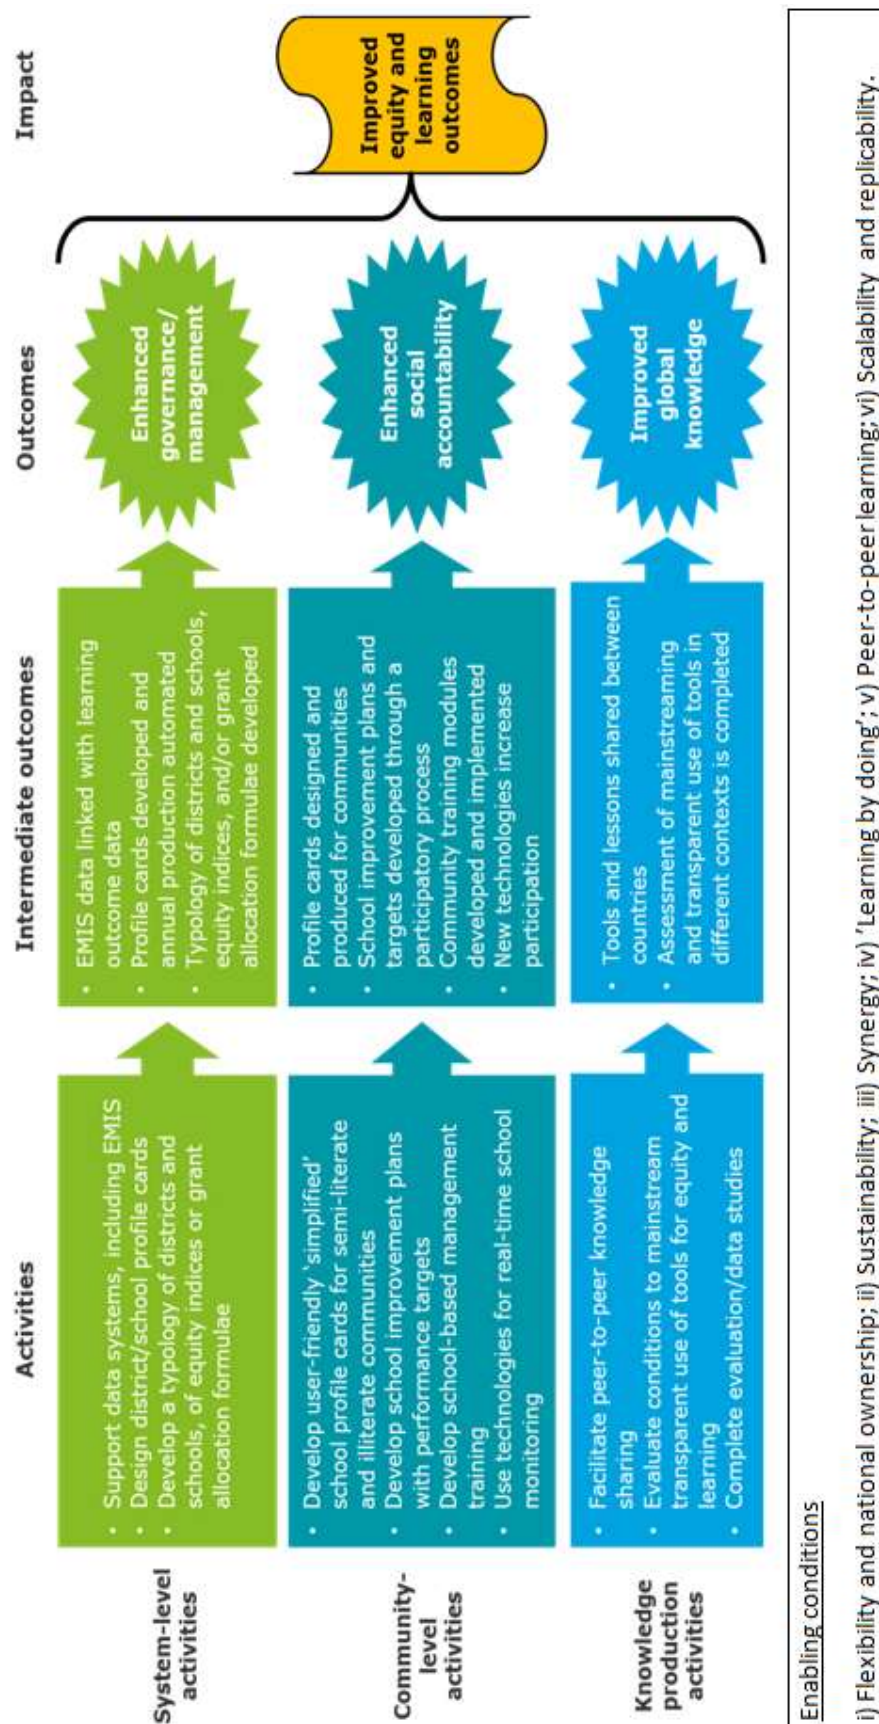 Activities
Intermediate outcomes
Outcomes
Impact
System-level
activities
• Support data systems, including EMIS
• Design district/school profile cards
• Develop a typology of districts and
schools, of equity indices or grant
allocation formulae
• EMIS data linked with learning
outcome data
• Profile cards developed and
annual production automated
• Typology of districts and schools,
equity indices, and/or grant
allocation formulae developed
Enhanced
governance/
management
Community-
level
activities
• Develop user-friendly ‘simplified’
school profile cards for semi-literate
and illiterate communities
• Develop school improvement plans
with performance targets
• Develop school-based management
training
• Use technologies for real-time school
monitoring
• Profile cards designed and
produced for communities
• School improvement plans and
targets developed through a
participatory process
• Community training modules
developed and implemented
• New technologies increase
participation
Enhanced
social
accountability
Knowledge
production
activities
• Facilitate peer-to-peer knowledge
sharing
• Evaluate conditions to mainstream
transparent use of tools for equity and
learning
• Complete evaluation/data studies
• Tools and lessons shared between
countries
• Assessment of mainstreaming
and transparent use of tools in
different contexts is completed
Improved
global
knowledge
Improved
equity and
learning
outcomes
Enabling conditions
i) Flexibility and national ownership; ii) Sustainability; iii) Synergy; iv) ‘Learning by doing’; v) Peer-to-peer learning; vi) Scalability and replicability.